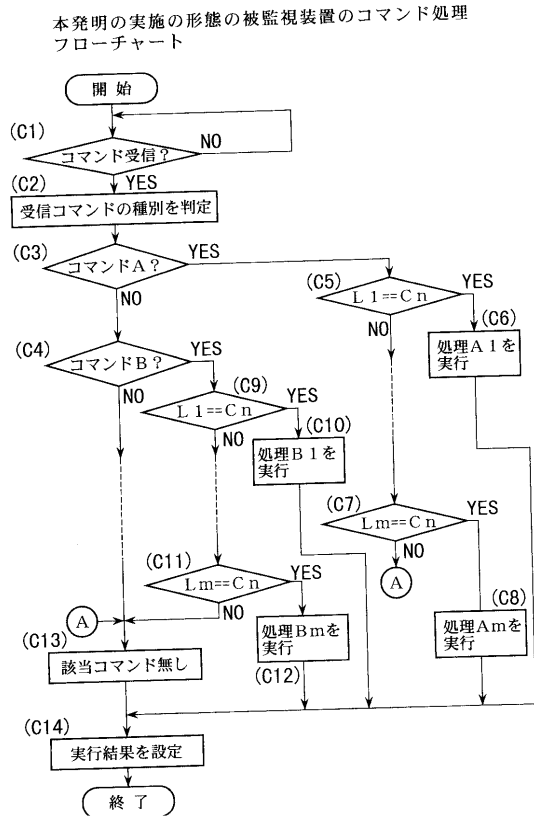 本発明の実施の形態の被監視装置のコマンド処理
フローチャート
開 始
(C1)
コマンド受信?
NO
YES
(C2)
受信コマンドの種別を判定
(C3)
コマンドA?
YES
NO
(C5)
L1==Cn
YES
NO
(C6)
処理A1を
実行
(C4)
コマンドB?
YES
NO
(C9)
L1==Cn
YES
NO
(C10)
処理B1を
実行
(C7)
Lm==Cn
YES
NO
A
(C11)
Lm==Cn
YES
NO
(C8)
処理Amを
実行
A
処理Bmを
実行
(C12)
(C13)
該当コマンド無し
(C14)
実行結果を設定
終 了